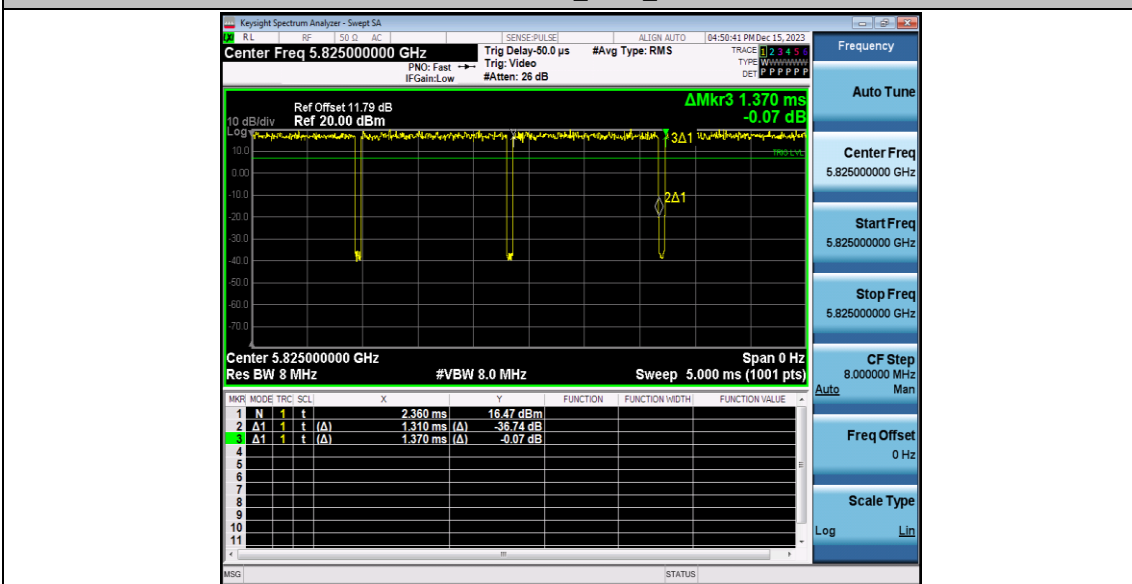 Keysight Spectrum Analyzer - Swept SA
LXI RL RF 50 Ω AC SENSE:PULSE ALIGN AUTO 04:50:41 PM Dec 15, 2023
Center Freq 5.825000000 GHz Trig Delay-50.0 µs #Avg Type: RMS TRACE 1 2 3 4 5 6
PNO: Fast Trig: Video TYPE WWWWWW
IFGain:Low #Atten: 26 dB DET P P P P P P
Frequency
Auto Tune
Center Freq
5.825000000 GHz
Start Freq
5.825000000 GHz
Stop Freq
5.825000000 GHz
CF Step
8.000000 MHz
Auto Man
Freq Offset
0 Hz
Scale Type
Log Lin
ΔMkr3 1.370 ms
-0.07 dB
Ref Offset 11.79 dB
10 dB/div Ref 20.00 dBm
Log
3Δ1
10.0
TRIG LVL
0.00
-10.0
2Δ1
-20.0
-30.0
-40.0
-50.0
-60.0
-70.0
Center 5.825000000 GHz Span 0 Hz
Res BW 8 MHz #VBW 8.0 MHz Sweep 5.000 ms (1001 pts)
MKR MODE TRC SCL X Y FUNCTION FUNCTION WIDTH FUNCTION VALUE
1 N 1 t 2.360 ms 16.47 dBm
2 Δ1 1 t (Δ) 1.310 ms (Δ) -36.74 dB
3 Δ1 1 t (Δ) 1.370 ms (Δ) -0.07 dB
4
5
6
7
8
9
10
11
MSG STATUS